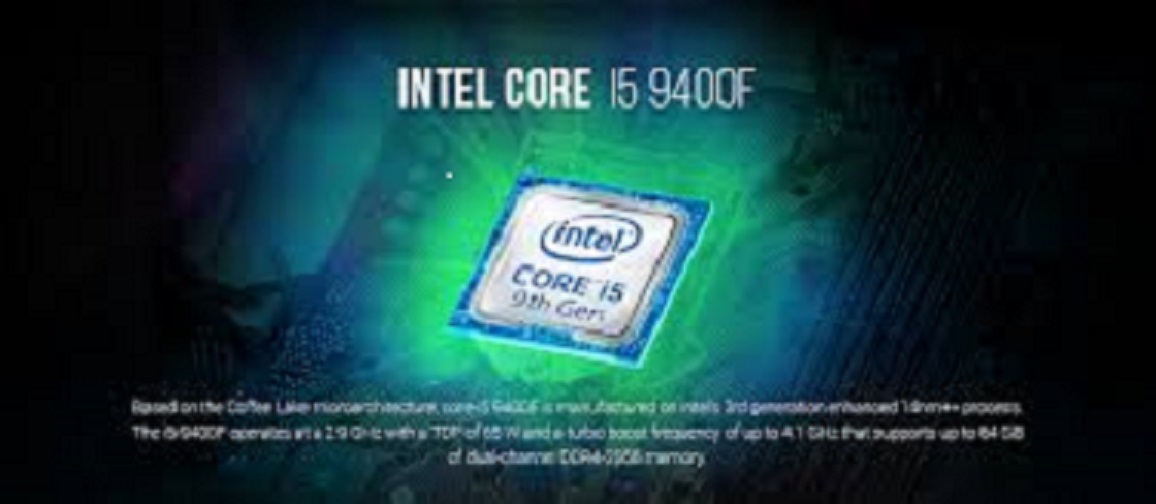 INTEL CORE I5 9400F
intel
CORE i5
9th Gen
Based on the Coffee Lake microarchitecture, core-i5 9400F is manufactured on Intel's 3rd generation enhanced 14nm++ process.
The i5-9400F operates at a 2.9 GHz with a TDP of 65 W and a turbo boost frequency of up to 4.1 GHz that supports up to 64 GB
of dual-channel memory.